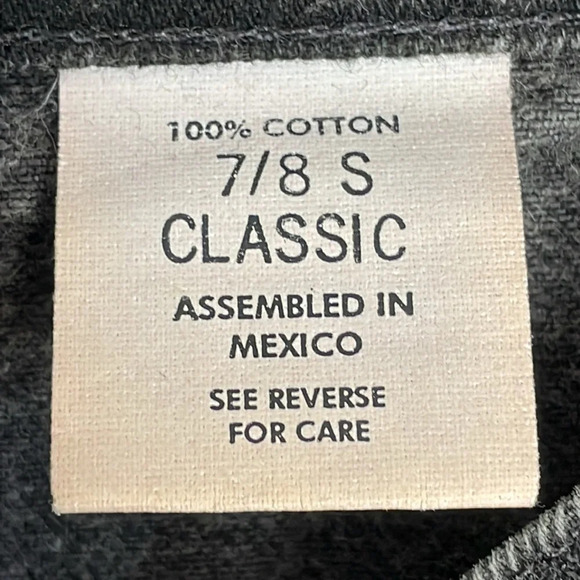 100% COTTON
7/8 S
CLASSIC
ASSEMBLED IN
MEXICO
SEE REVERSE
FOR CARE